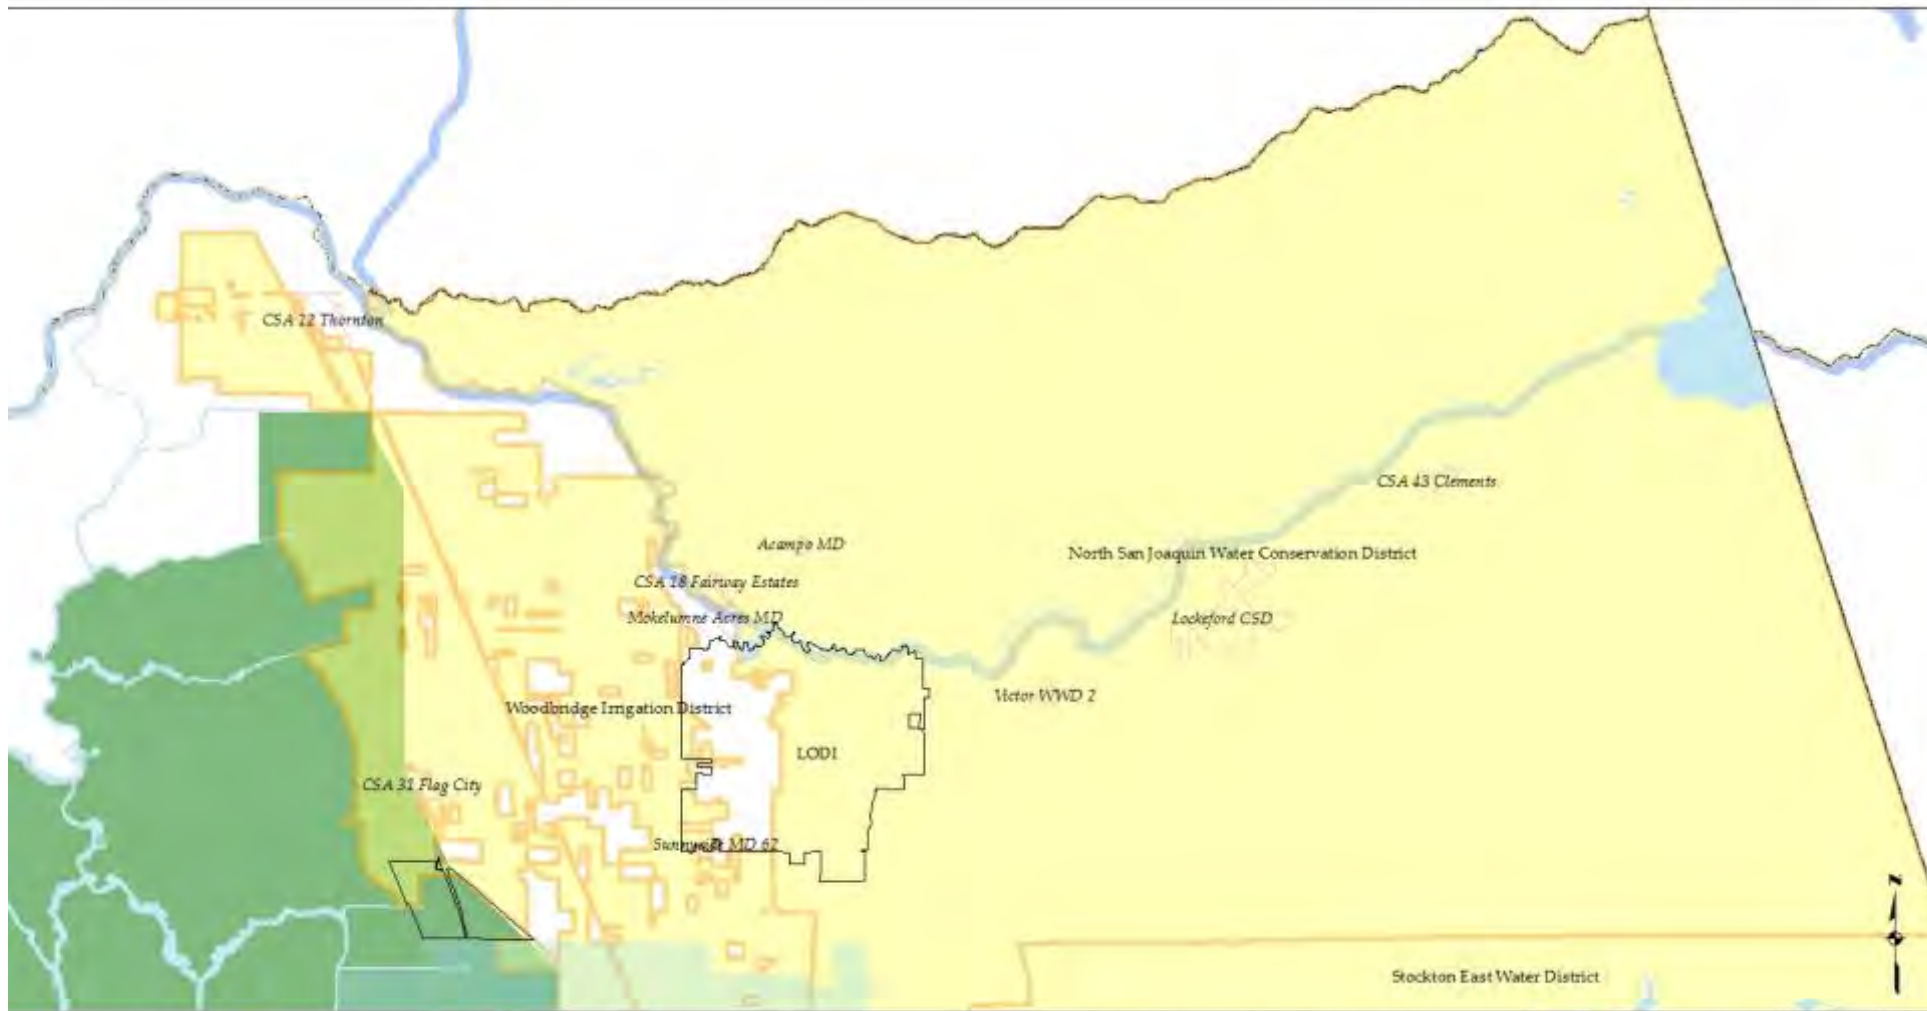 CSA 12 Thornton
CSA 43 Clements
Acampo MD
North San Joaquin Water Conservation District
CSA 18 Fairway Estates
Mokelumne Acres MD
Lockeford CSD
Victor WWD 2
Woodbridge Irrigation District
LODI
CSA 31 Flag City
MD 62
Z
Stockton East Water District